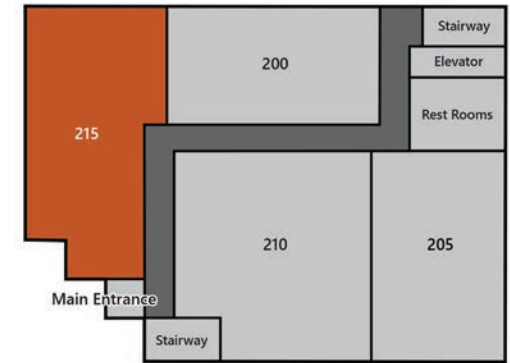 Stairway
200
Elevator
Rest Rooms
215
210
205
Main Entrance
Stairway